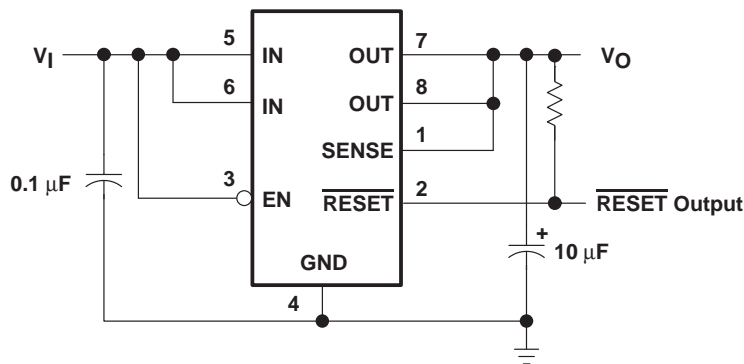 VI
5
IN
OUT
7
VO
6
IN
OUT
8
SENSE
1
0.1 μF
3
EN
RESET
2
RESET Output
+
10 μF
GND
4